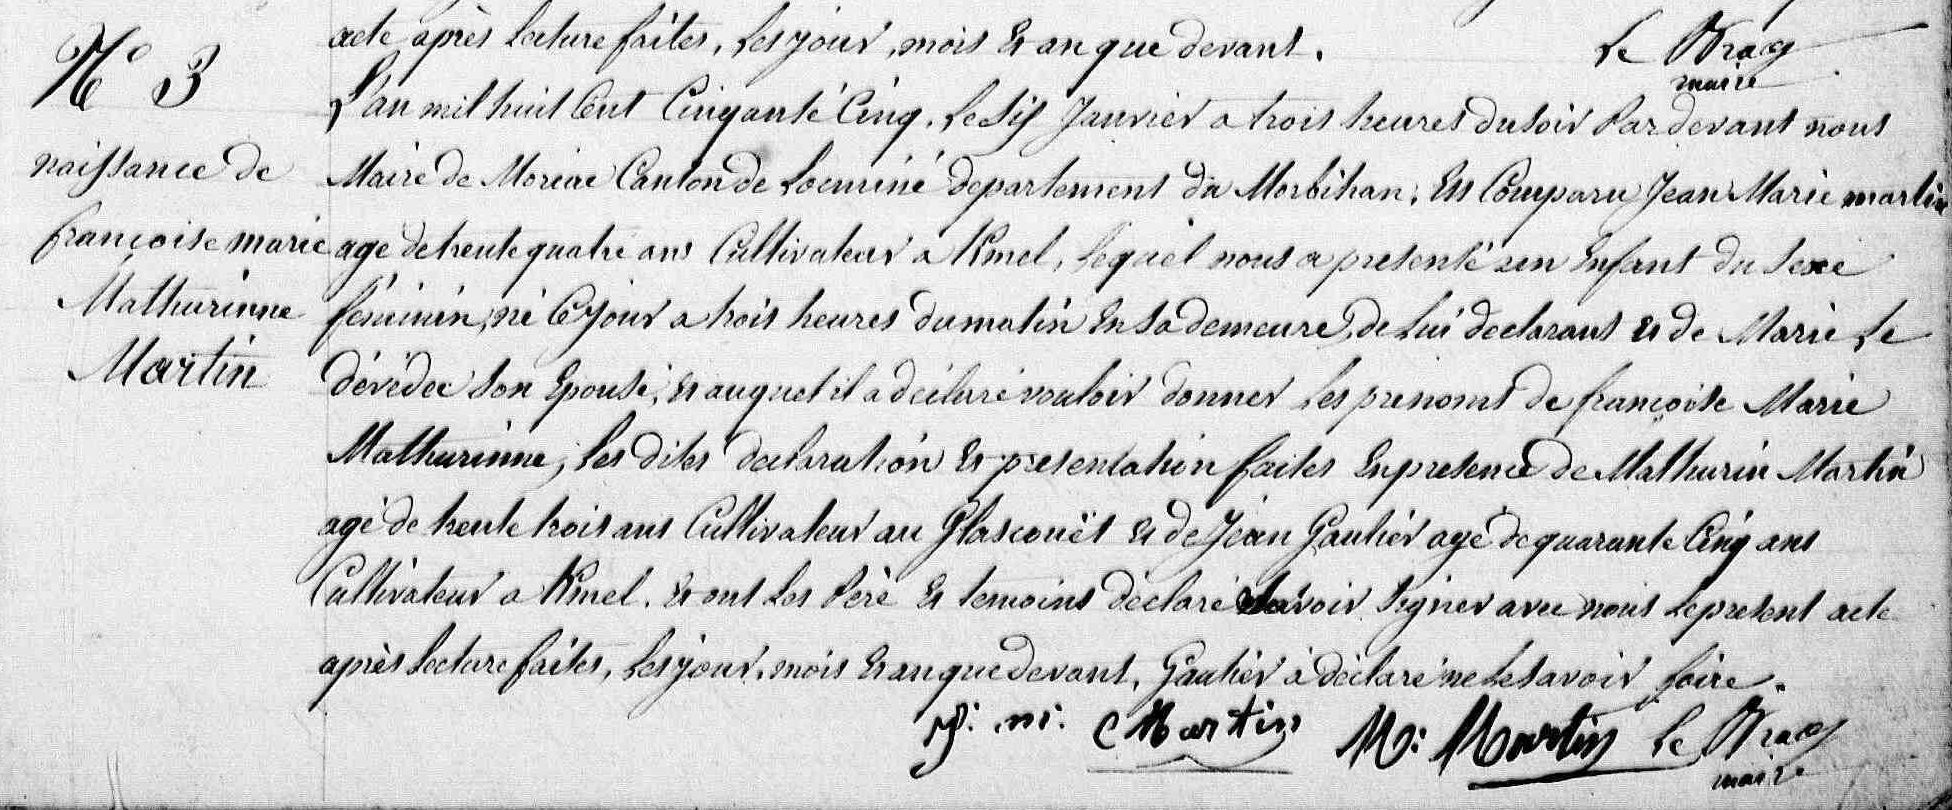 acte après lecture faites, les jour, mois et an que devant.
Le Brag
maire
N° 3
naissance de
françoise marie
Mathurinne
Martin
L'an mil huit Cent Cinquante Cinq, le six Janvier a trois heures du soir Par devant nous
Maire de Moréac Canton de Locminé departement du Morbihan, Est Comparu Jean Marie martin
age de trente quatre ans Cultivateur a Kmel, lequel nous a presenté un Enfant du sexe
féminin, né Ce jour a trois heures du matin En sa demeure, de lui declarant et de Marie Le
dévédec son Epouse, et auquel il a déclaré vouloir donner les prenoms de françoise Marie
Mathurinne, les dites declaration et presentation faites En presence de Mathurin Martin
agé de trente trois ans Cultivateur au Glascouët et de Jean Gautier agé de quarante Cinq ans
Cultivateur a Kmel. et ont les Père et temoins déclaré savoir signer avec nous le present acte
après lecture faites, les jour, mois et an que devant, Gautier a déclaré ne le savoir faire.
J. m. Martin M. Martin Le Brag
maire